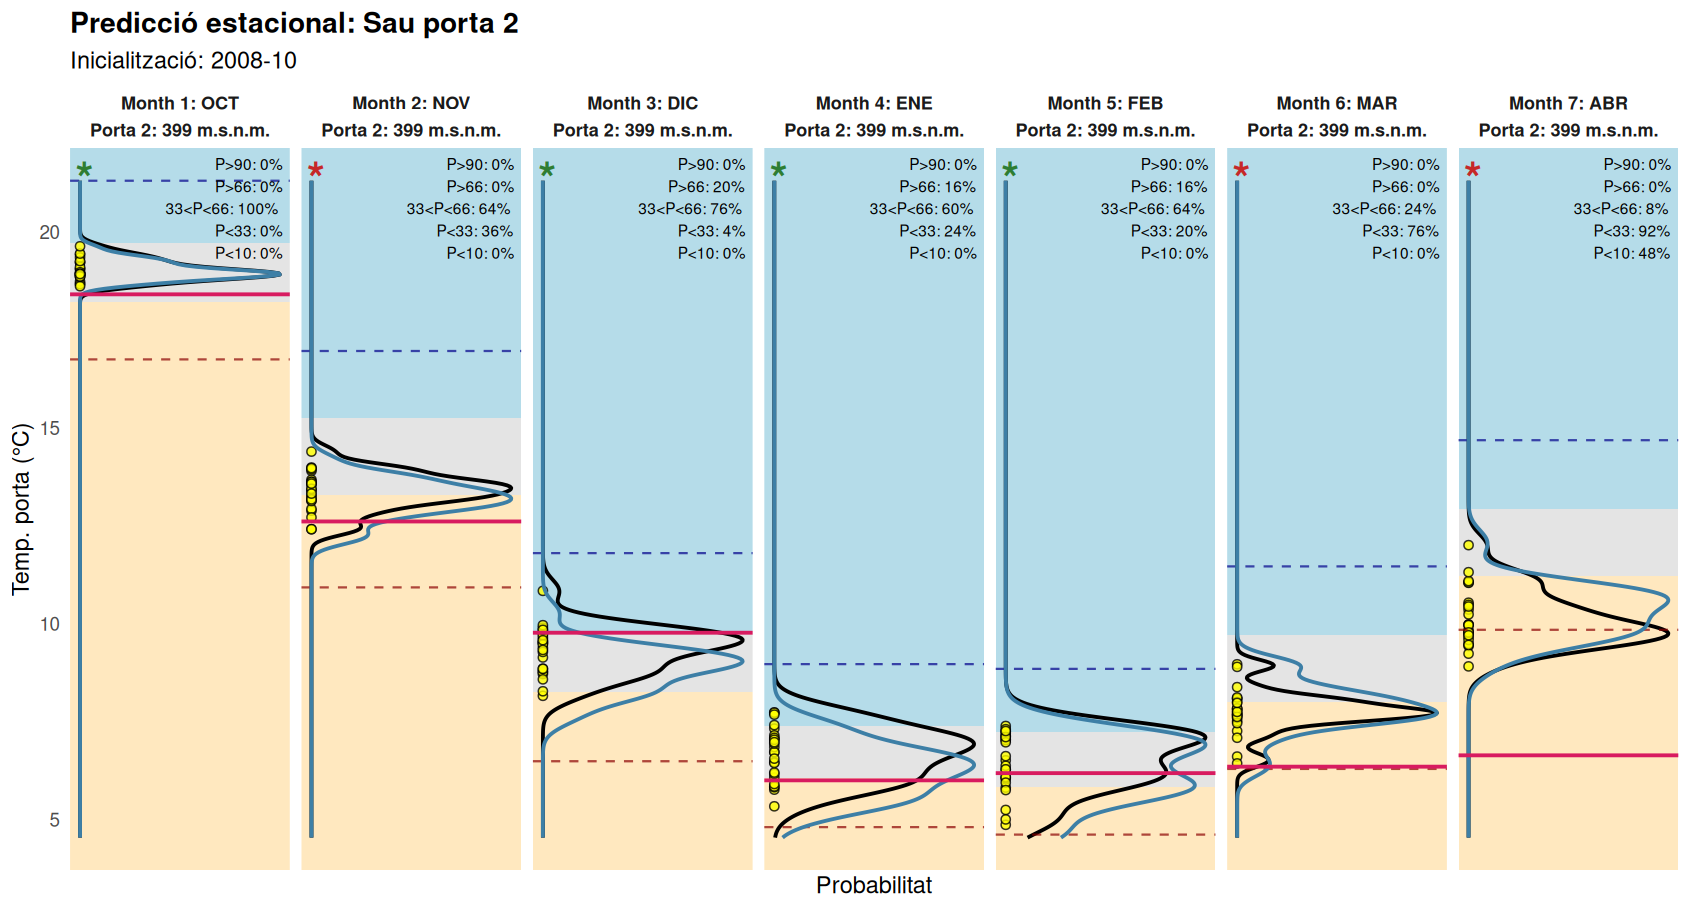 Predicció estacional: Sau porta 2
Inicialització: 2008-10
Month 1: OCT
Porta 2: 399 m.s.n.m.
Month 2: NOV
Porta 2: 399 m.s.n.m.
Month 3: DIC
Porta 2: 399 m.s.n.m.
Month 4: ENE
Porta 2: 399 m.s.n.m.
Month 5: FEB
Porta 2: 399 m.s.n.m.
Month 6: MAR
Porta 2: 399 m.s.n.m.
Month 7: ABR
Porta 2: 399 m.s.n.m.
*
P>90: 0%
P>66: 0%
33<P<66: 100%
P<33: 0%
P<10: 0%
*
P>90: 0%
P>66: 0%
33<P<66: 64%
P<33: 36%
P<10: 0%
*
P>90: 0%
P>66: 20%
33<P<66: 76%
P<33: 4%
P<10: 0%
*
P>90: 0%
P>66: 16%
33<P<66: 60%
P<33: 24%
P<10: 0%
*
P>90: 0%
P>66: 16%
33<P<66: 64%
P<33: 20%
P<10: 0%
*
P>90: 0%
P>66: 0%
33<P<66: 24%
P<33: 76%
P<10: 0%
*
P>90: 0%
P>66: 0%
33<P<66: 8%
P<33: 92%
P<10: 48%
20
15
10
5
Temp. porta (°C)
Probabilitat